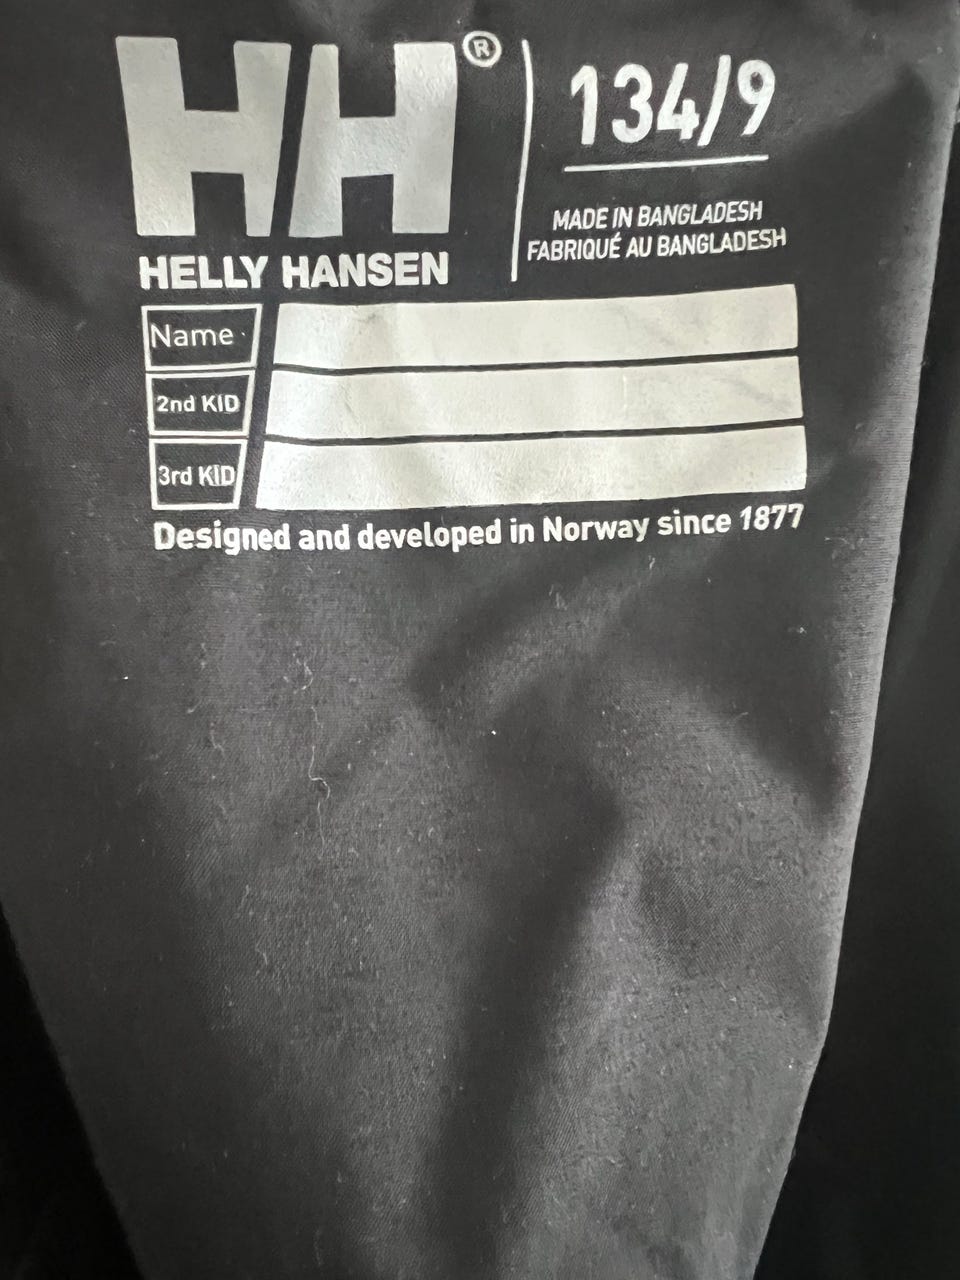 HH®
HELLY HANSEN
134/9
MADE IN BANGLADESH
FABRIQUÉ AU BANGLADESH
Name
2nd KID
3rd KID
Designed and developed in Norway since 1877